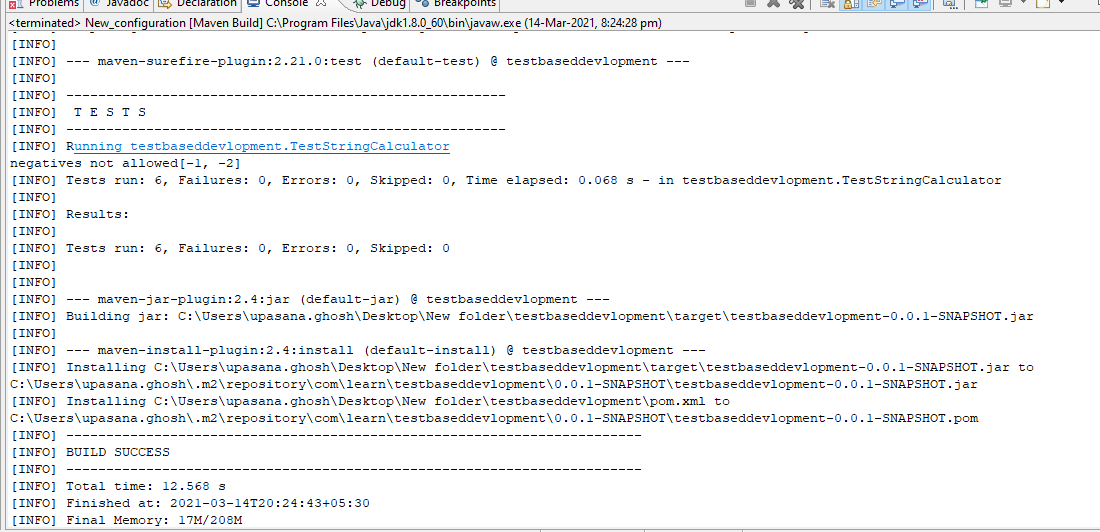 Problems @ Javadoc Declaration Console Debug Breakpoints
<terminated> New_configuration [Maven Build] C:\Program Files\Java\jdk1.8.0_60\bin\javaw.exe (14-Mar-2021, 8:24:28 pm)
[INFO]
[INFO] --- maven-surefire-plugin:2.21.0:test (default-test) @ testbaseddevlopment ---
[INFO]
[INFO] -------------------------------------------------------
[INFO]  T E S T S
[INFO] -------------------------------------------------------
[INFO] Running testbaseddevlopment.TestStringCalculator
negatives not allowed[-1, -2]
[INFO] Tests run: 6, Failures: 0, Errors: 0, Skipped: 0, Time elapsed: 0.068 s - in testbaseddevlopment.TestStringCalculator
[INFO]
[INFO] Results:
[INFO]
[INFO] Tests run: 6, Failures: 0, Errors: 0, Skipped: 0
[INFO]
[INFO]
[INFO] --- maven-jar-plugin:2.4:jar (default-jar) @ testbaseddevlopment ---
[INFO] Building jar: C:\Users\upasana.ghosh\Desktop\New folder\testbaseddevlopment\target\testbaseddevlopment-0.0.1-SNAPSHOT.jar
[INFO]
[INFO] --- maven-install-plugin:2.4:install (default-install) @ testbaseddevlopment ---
[INFO] Installing C:\Users\upasana.ghosh\Desktop\New folder\testbaseddevlopment\target\testbaseddevlopment-0.0.1-SNAPSHOT.jar to
C:\Users\upasana.ghosh\.m2\repository\com\learn\testbaseddevlopment\0.0.1-SNAPSHOT\testbaseddevlopment-0.0.1-SNAPSHOT.jar
[INFO] Installing C:\Users\upasana.ghosh\Desktop\New folder\testbaseddevlopment\pom.xml to
C:\Users\upasana.ghosh\.m2\repository\com\learn\testbaseddevlopment\0.0.1-SNAPSHOT\testbaseddevlopment-0.0.1-SNAPSHOT.pom
[INFO] ------------------------------------------------------------------------
[INFO] BUILD SUCCESS
[INFO] ------------------------------------------------------------------------
[INFO] Total time: 12.568 s
[INFO] Finished at: 2021-03-14T20:24:43+05:30
[INFO] Final Memory: 17M/208M